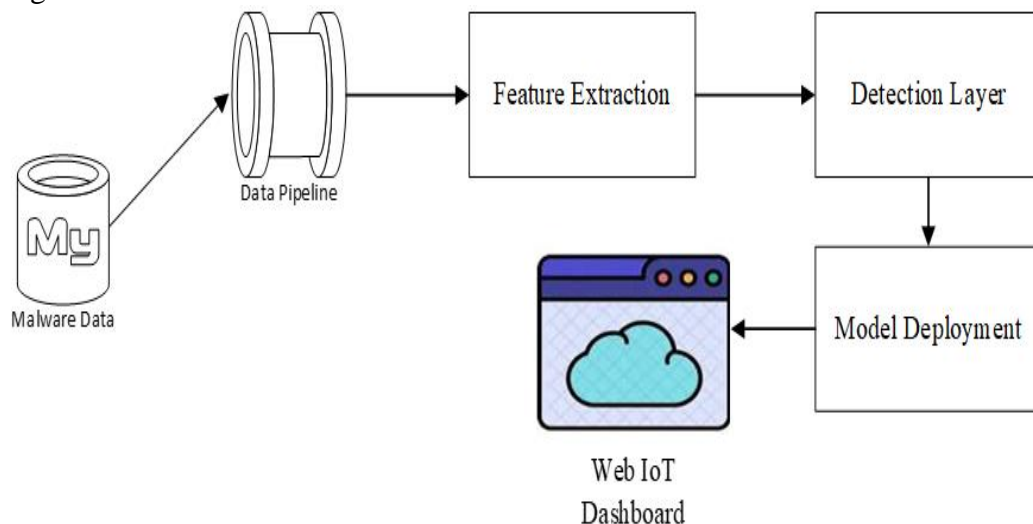 Feature Extraction
Detection Layer
Data Pipeline
My
Malware Data
Model Deployment
Web IoT
Dashboard